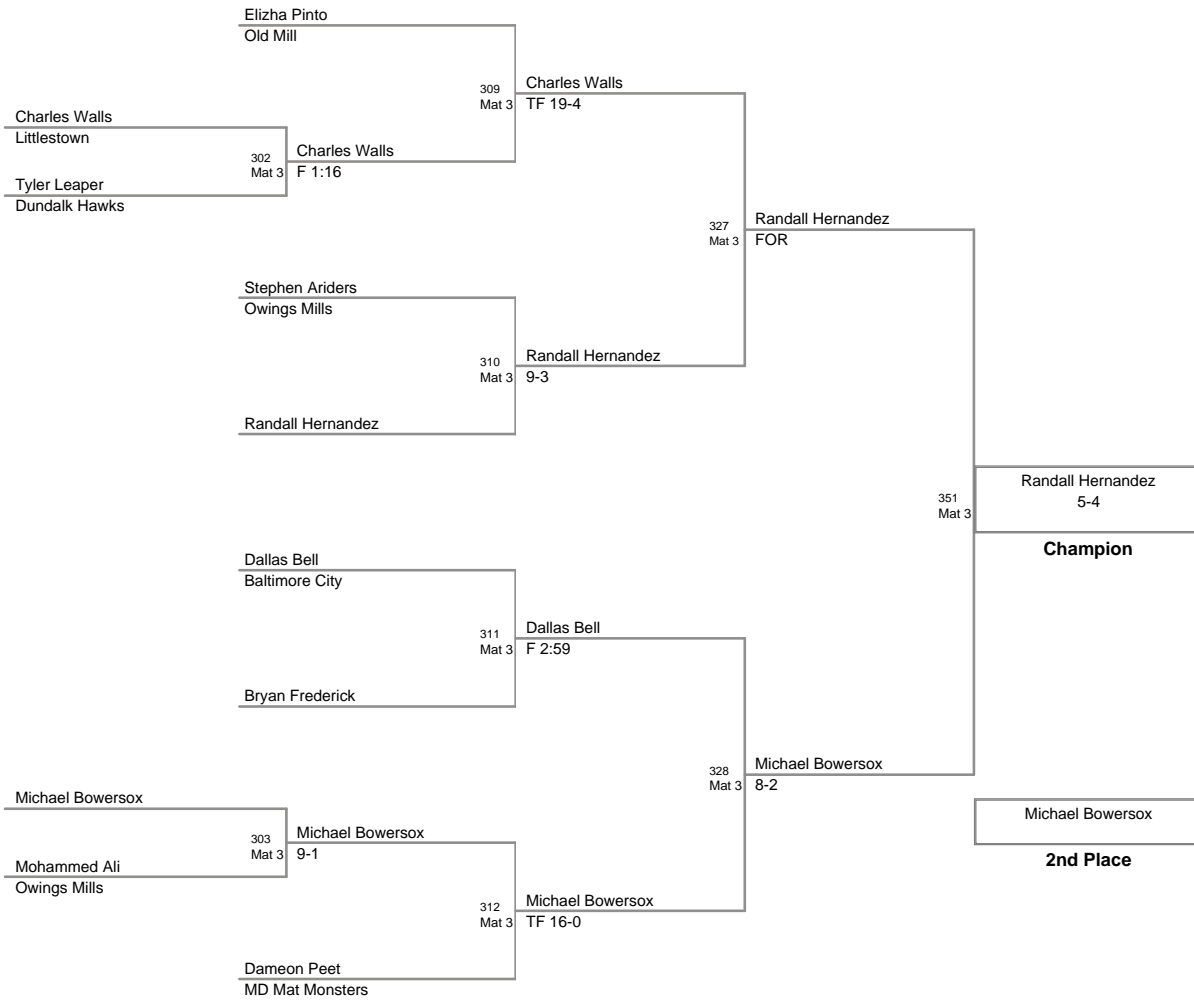 Elizha Pinto
Old Mill
309
Mat 3
Charles Walls
TF 19-4
Charles Walls
Littlestown
302
Mat 3
Charles Walls
F 1:16
Tyler Leaper
Dundalk Hawks
327
Mat 3
Randall Hernandez
FOR
Stephen Ariders
Owings Mills
310
Mat 3
Randall Hernandez
9-3
Randall Hernandez
351
Mat 3
Randall Hernandez
5-4
Champion
Dallas Bell
Baltimore City
311
Mat 3
Dallas Bell
F 2:59
Bryan Frederick
328
Mat 3
Michael Bowersox
8-2
Michael Bowersox
303
Mat 3
Michael Bowersox
9-1
Mohammed Ali
Owings Mills
Michael Bowersox
2nd Place
312
Mat 3
Michael Bowersox
TF 16-0
Dameon Peet
MD Mat Monsters